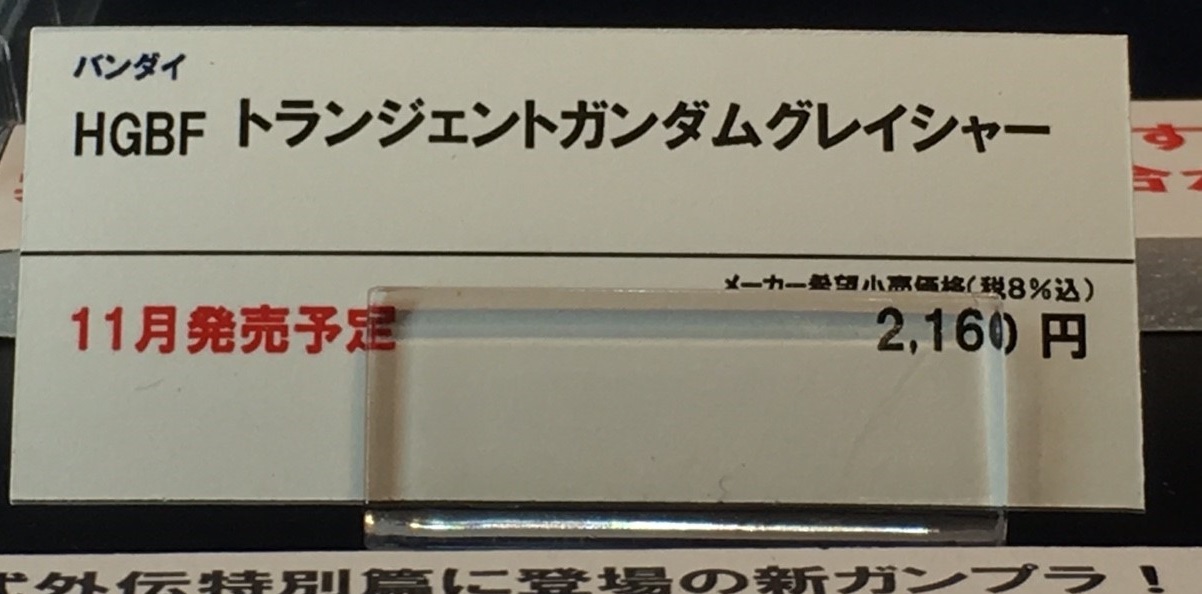 バンダイ
HGBF トランジェントガンダムグレイシャー
す
メーカー希望小売価格(税8%込)
11月発売予定
2,160 円
外伝特別篇に登場の新ガンプラ!